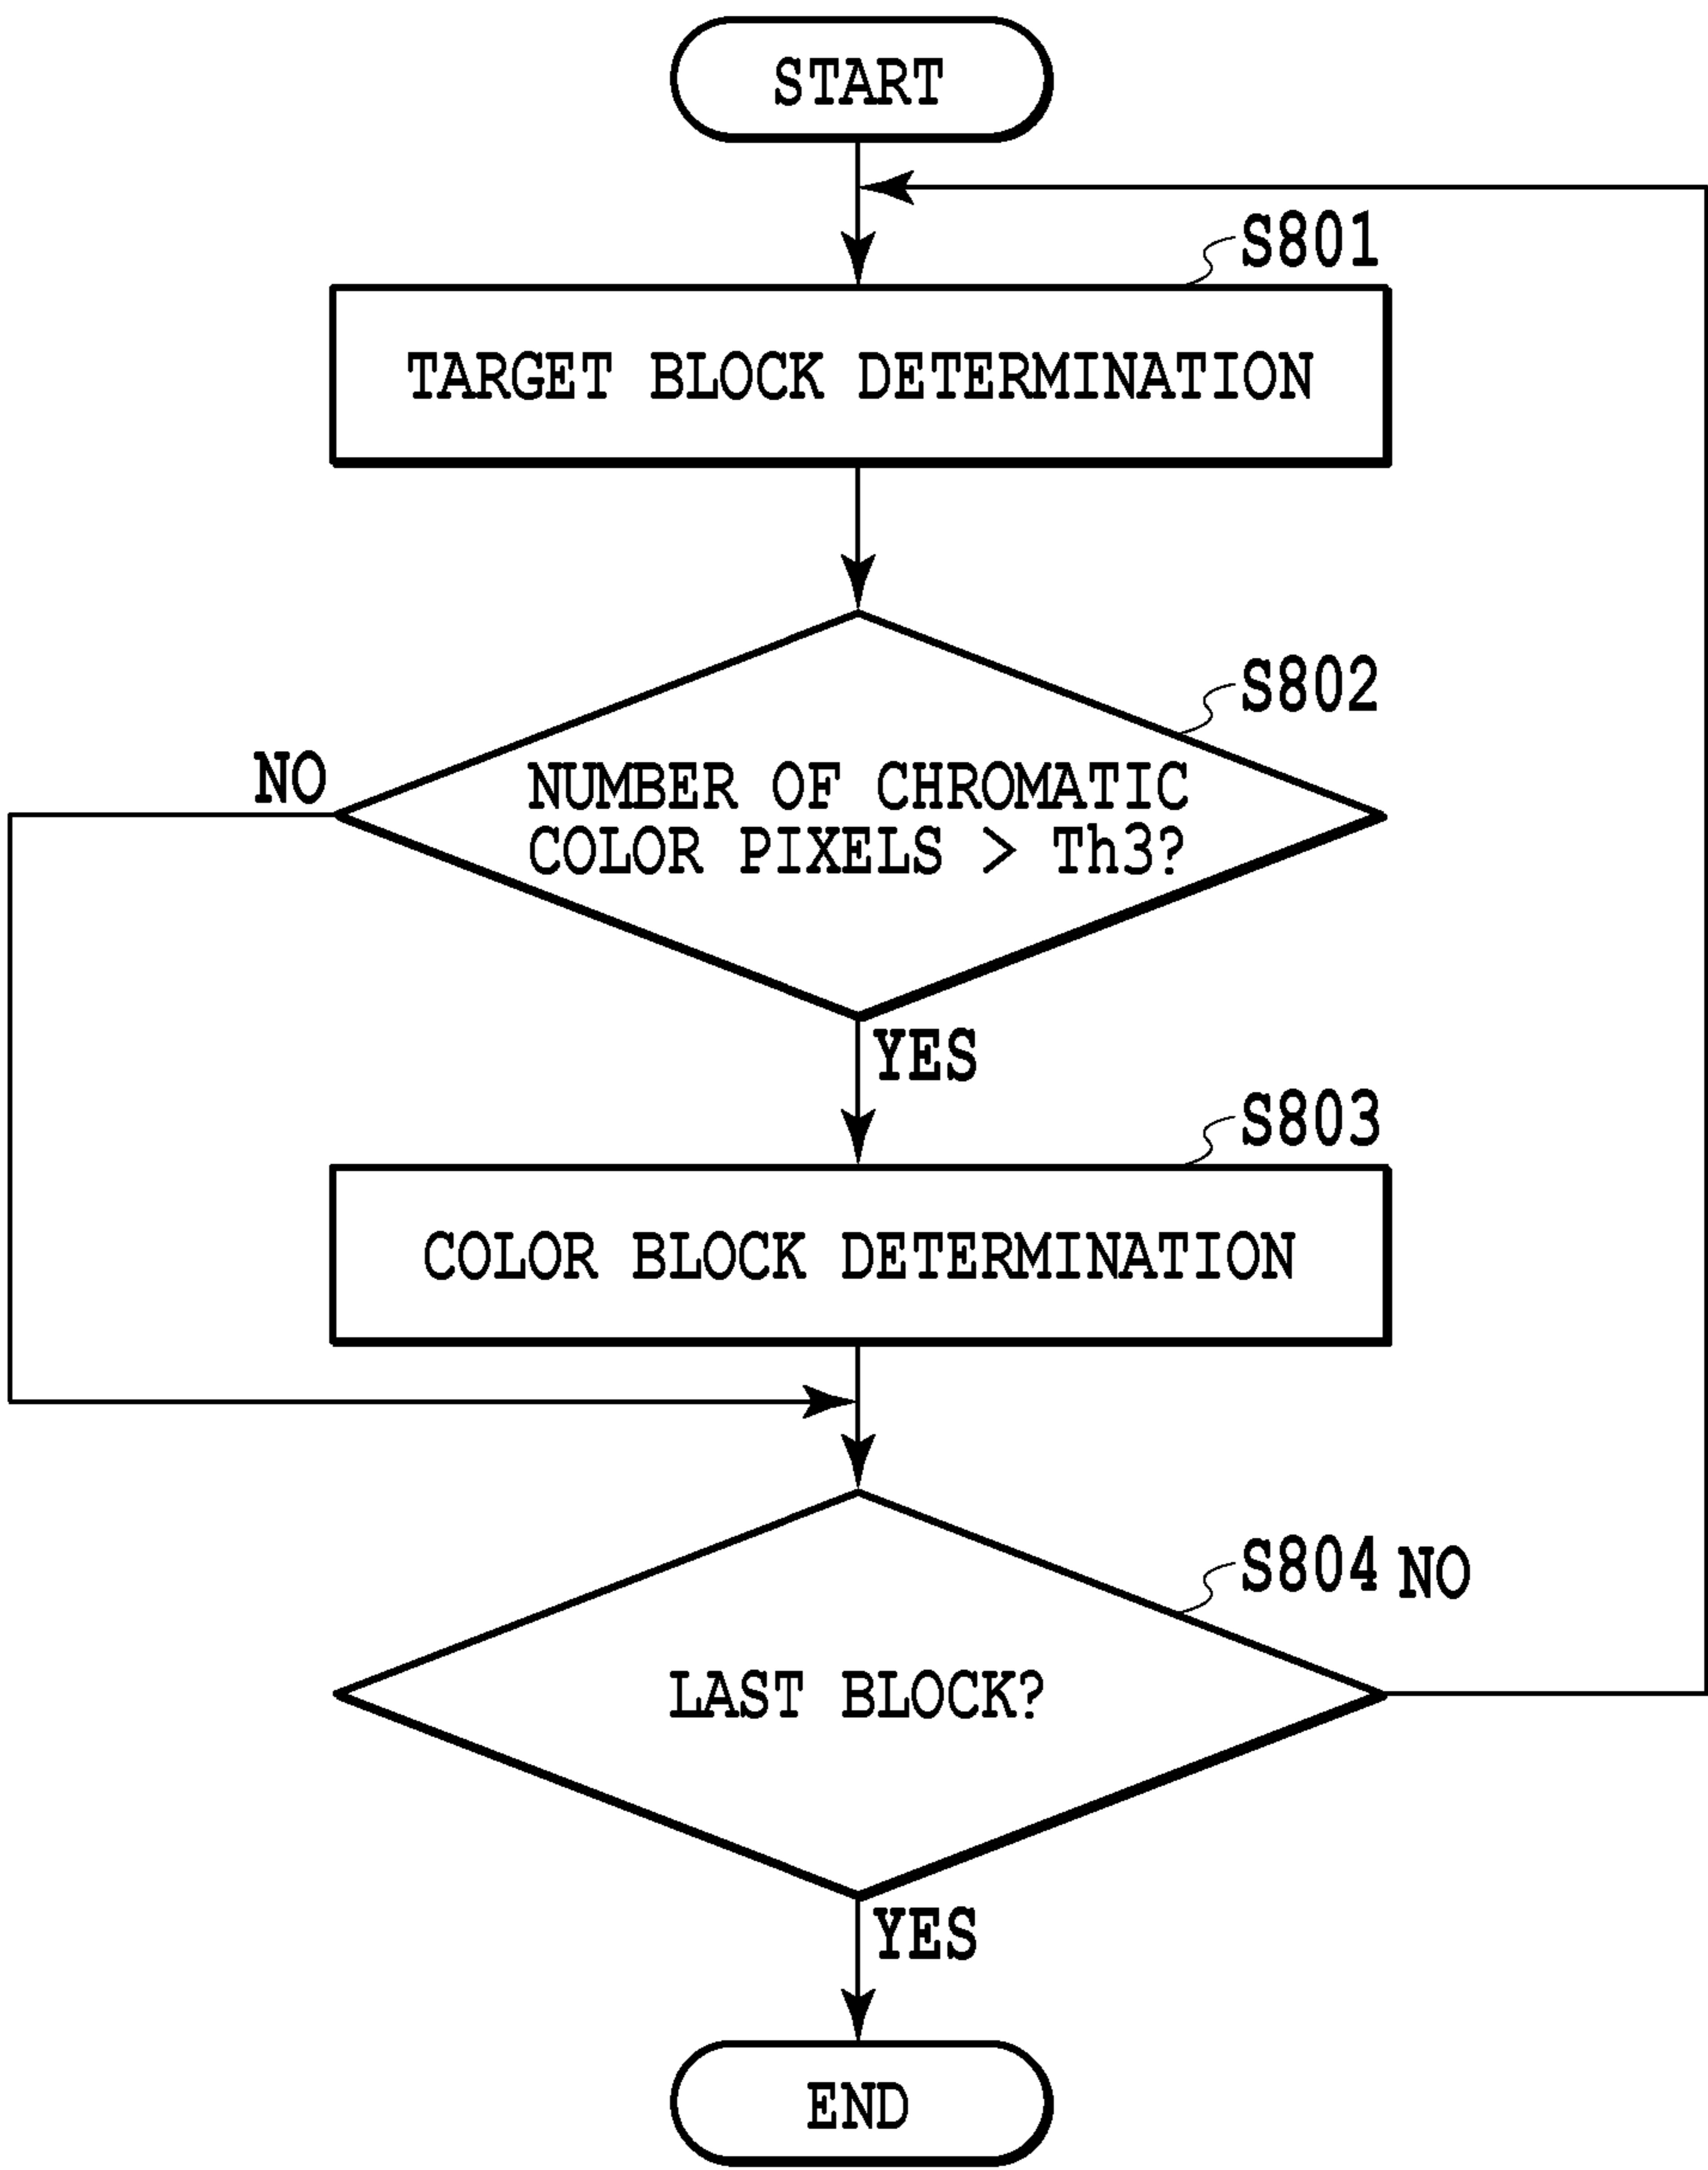 START
S801
TARGET BLOCK DETERMINATION
S802
NO
NUMBER OF CHROMATIC
COLOR PIXELS > Th3?
YES
S803
COLOR BLOCK DETERMINATION
S804 NO
LAST BLOCK?
YES
END